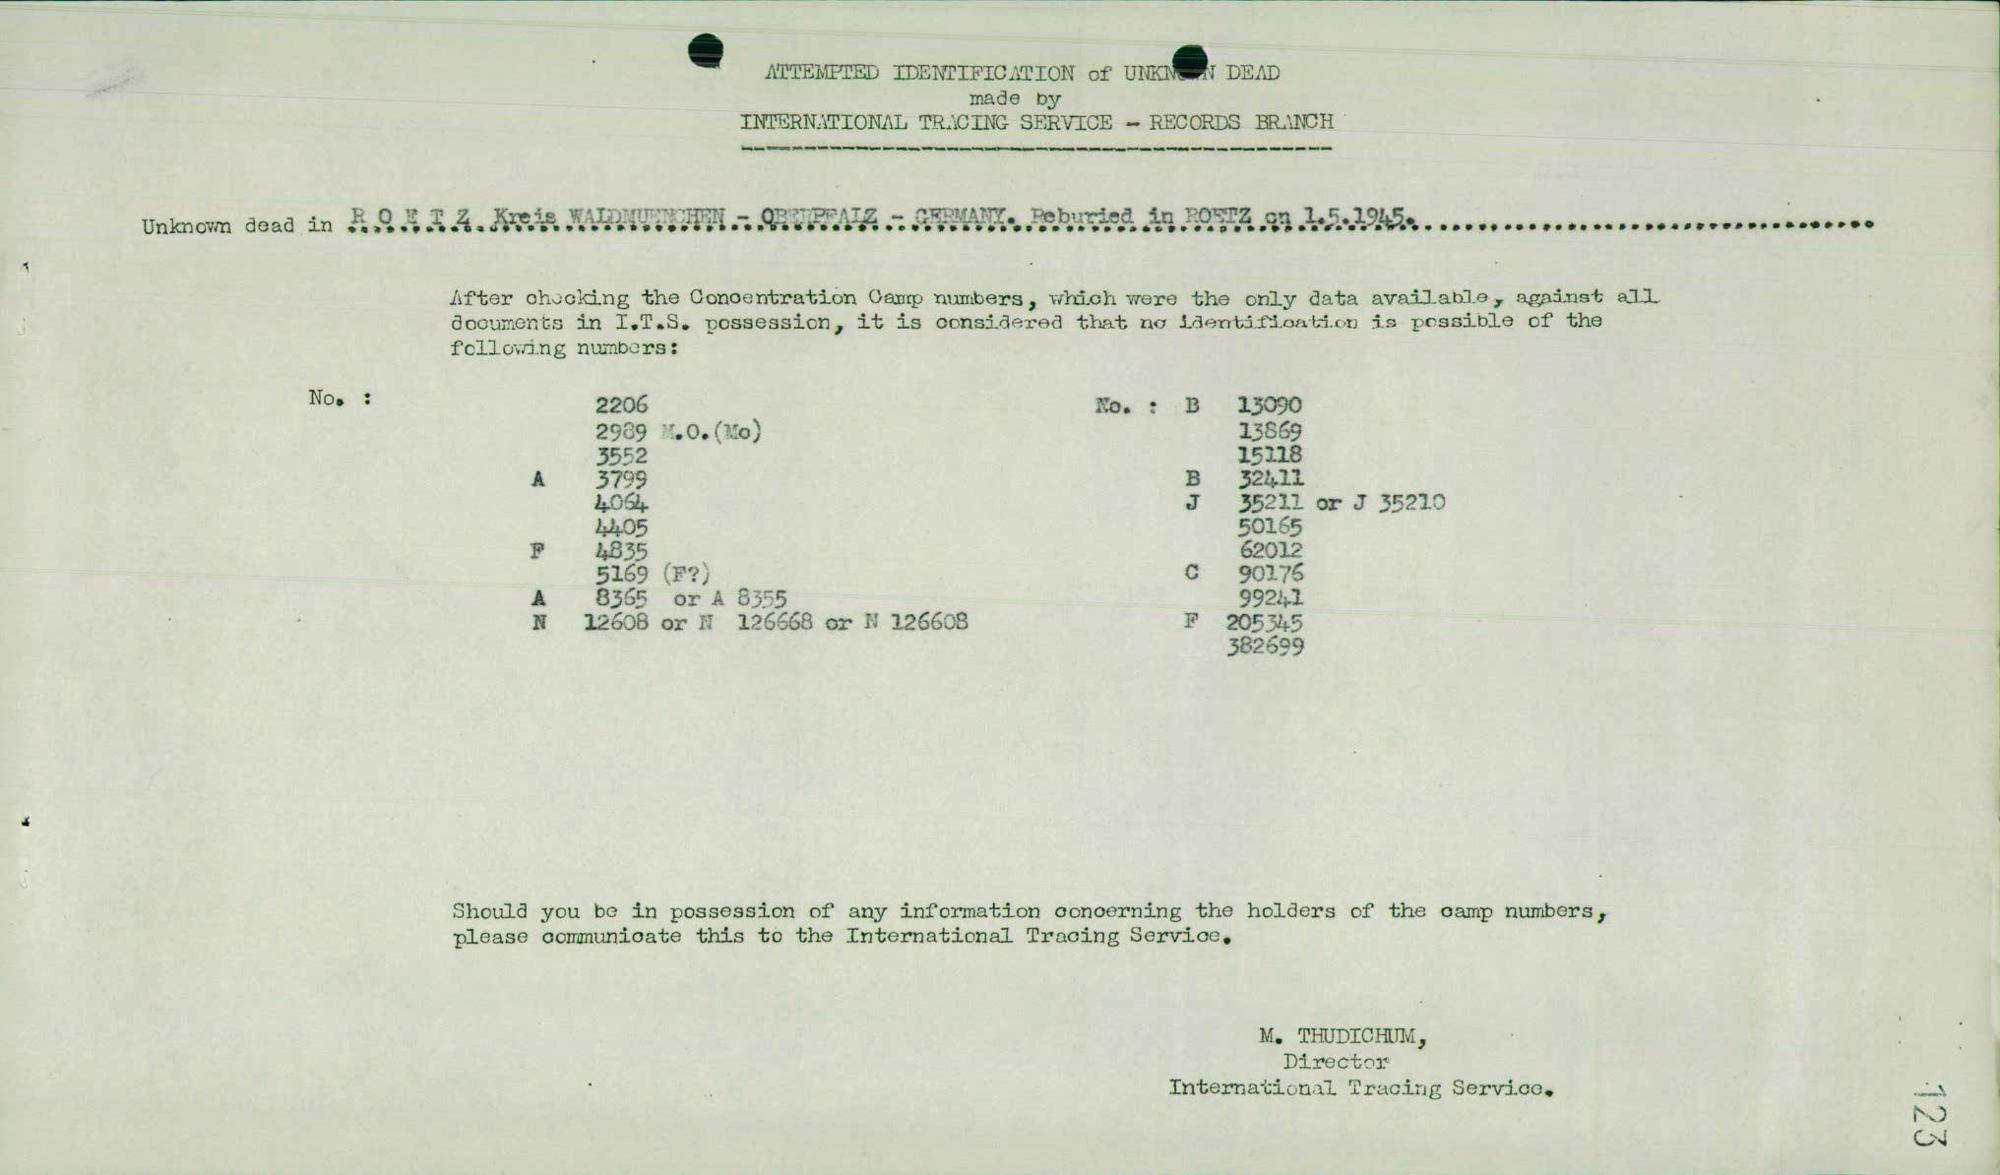 ATTEMPTED IDENTIFICATION of UNKNOWN DEAD
made by
INTERNATIONAL TRACING SERVICE - RECORDS BRANCH
Unknown dead in R O E T Z Kreis WALDMUENCHEN - OBERPFALZ - GERMANY. Reburied in ROETZ on 1.5.1945.
After checking the Concentration Camp numbers, which were the only data available, against all
documents in I.T.S. possession, it is considered that no identification is possible of the
following numbers:
No. :
2206
2989 M.O.(Mo)
3552
A 3799
4064
4405
F 4835
5169 (F?)
A 8365 or A 8355
N 12608 or N 126668 or N 126608
No. : B 13090
13869
15118
B 32411
J 35211 or J 35210
50165
62012
C 90176
99241
F 205345
382699
Should you be in possession of any information concerning the holders of the camp numbers,
please communicate this to the International Tracing Service.
M. THUDICHUM,
Director
International Tracing Service.
123